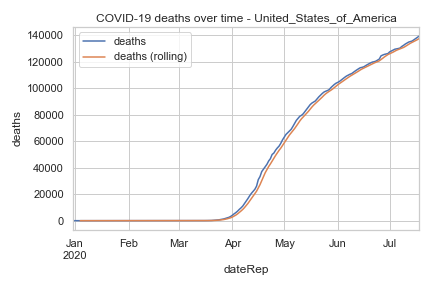 COVID-19 deaths over time - United_States_of_America
deaths
deaths (rolling)
140000
120000
100000
80000
60000
40000
20000
0
deaths
Jan
2020
Feb
Mar
Apr
May
Jun
Jul
dateRep